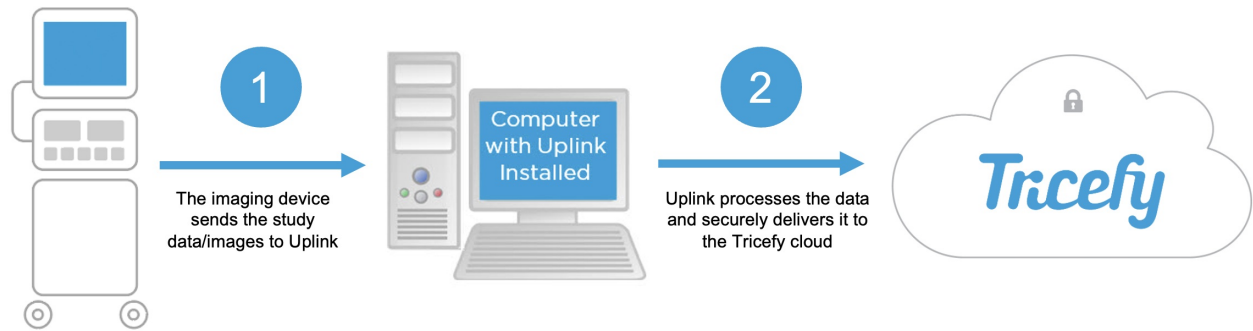 1
The imaging device
sends the study
data/images to Uplink
Computer
with Uplink
Installed
2
Uplink processes the data
and securely delivers it to
the Tricefy cloud
Tricefy